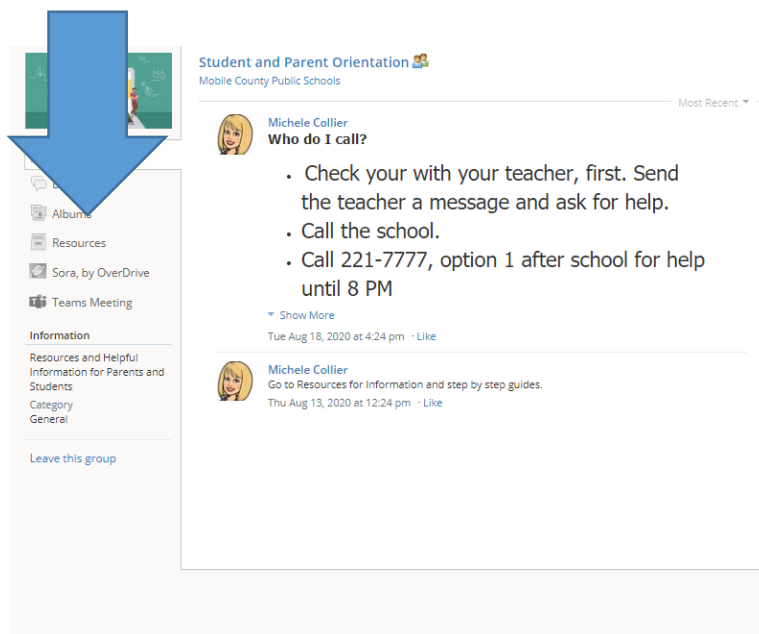 Student and Parent Orientation
Mobile County Public Schools
Most Recent
Michele Collier
Who do I call?
• Check your with your teacher, first. Send
the teacher a message and ask for help.
• Call the school.
• Call 221-7777, option 1 after school for help
until 8 PM
Show More
Tue Aug 18, 2020 at 4:24 pm · Like
Michele Collier
Go to Resources for Information and step by step guides.
Thu Aug 13, 2020 at 12:24 pm · Like
Albums
Resources
Sora, by OverDrive
Teams Meeting
Information
Resources and Helpful
Information for Parents and
Students
Category
General
Leave this group